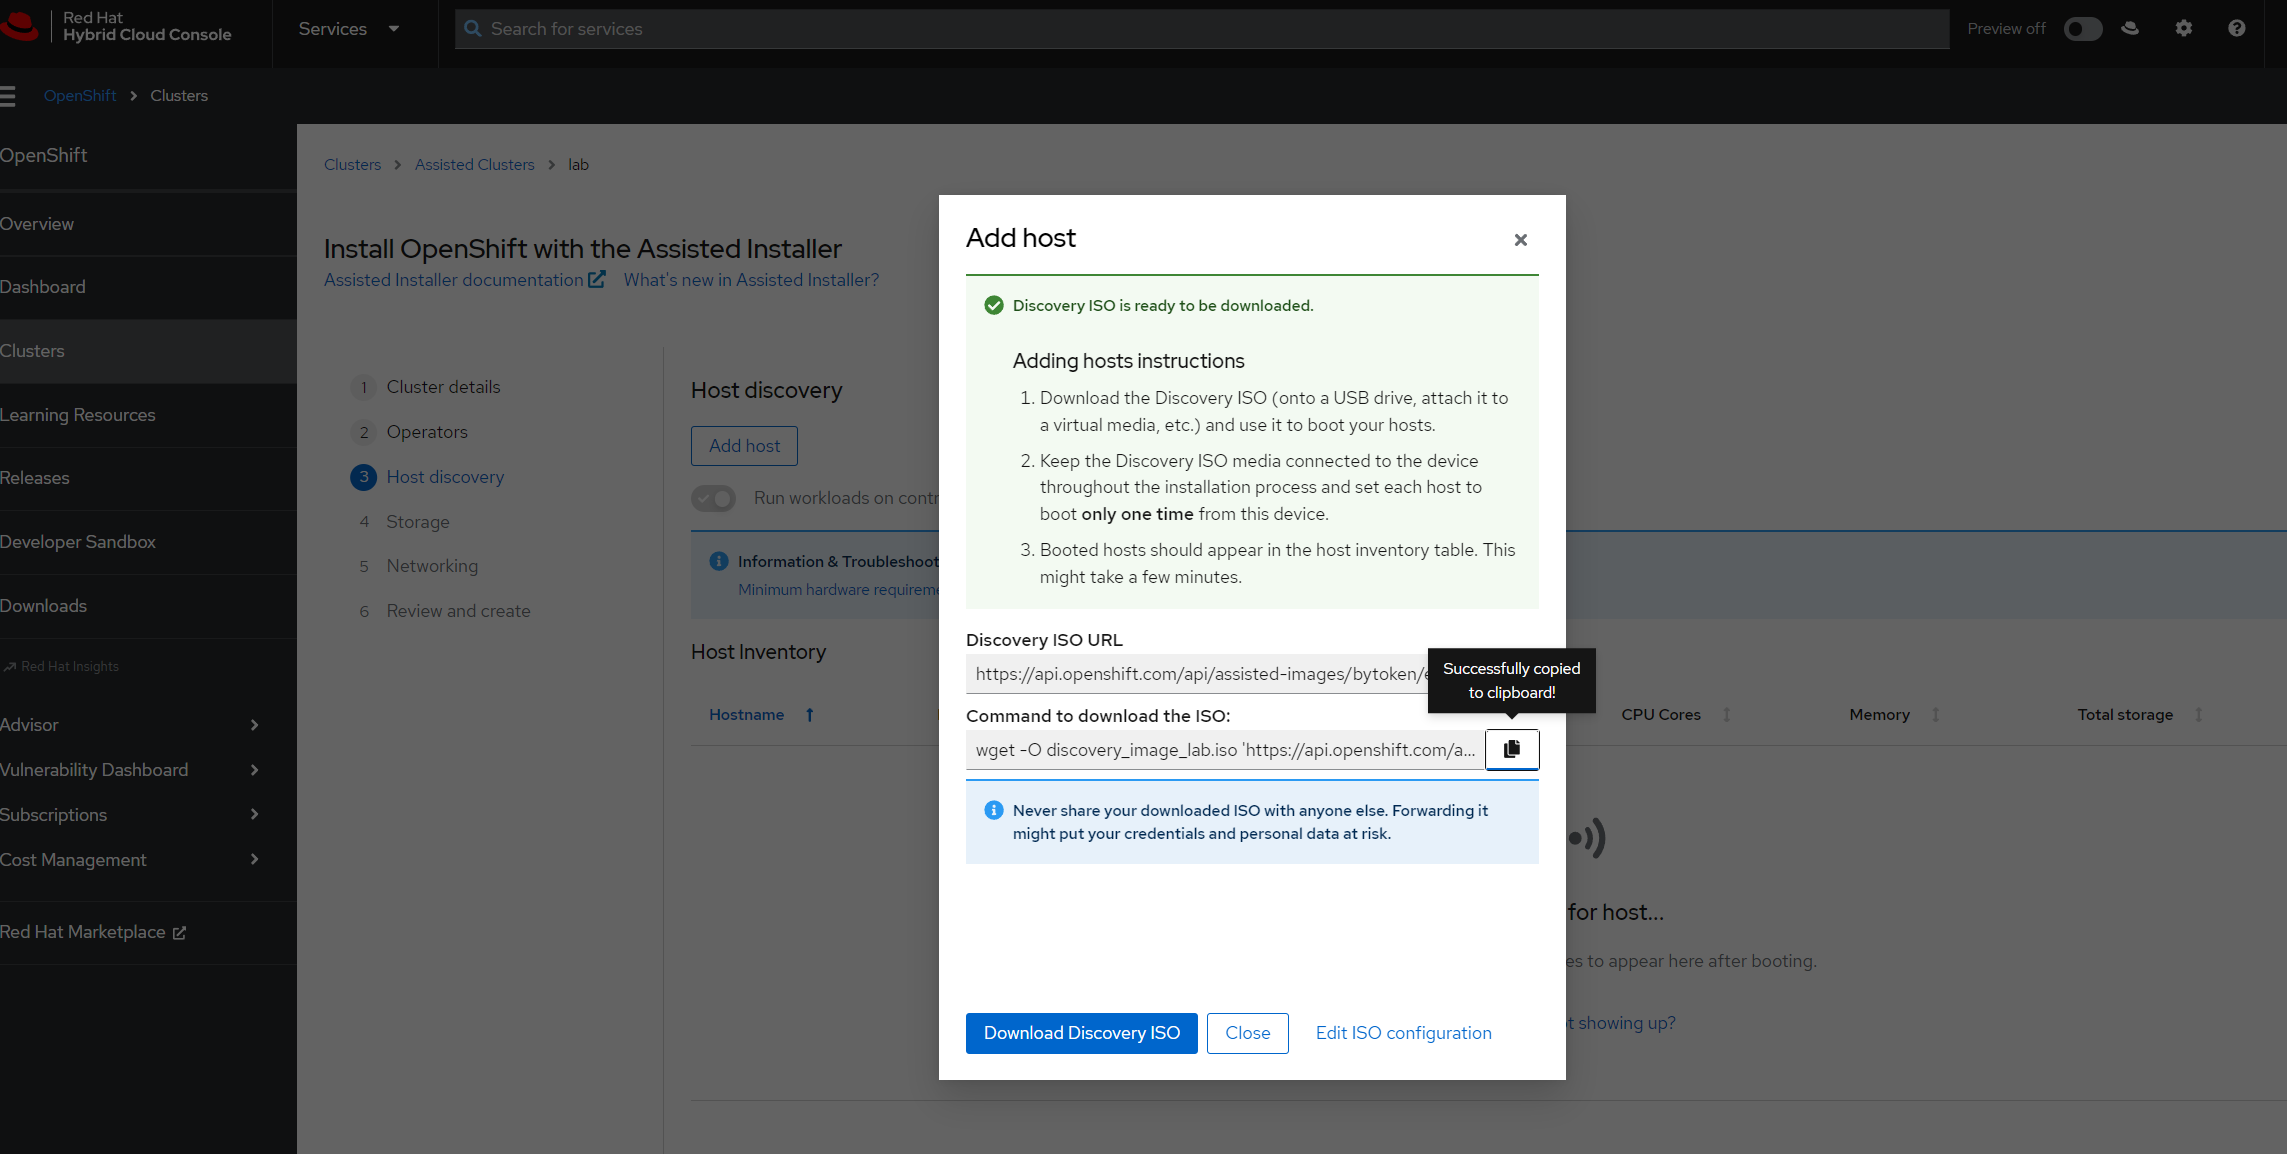 Red Hat
Hybrid Cloud Console
Services
Search for services
Preview off
OpenShift > Clusters
OpenShift
Overview
Dashboard
Clusters
Learning Resources
Releases
Developer Sandbox
Downloads
Red Hat Insights
Advisor
Vulnerability Dashboard
Subscriptions
Cost Management
Red Hat Marketplace
Clusters > Assisted Clusters > lab
Install OpenShift with the Assisted Installer
Assisted Installer documentation What's new in Assisted Installer?
1 Cluster details
2 Operators
3 Host discovery
4 Storage
5 Networking
6 Review and create
Host discovery
Add host
Run workloads on contr
Information & Troubleshoot
Minimum hardware requireme
Host Inventory
Hostname
CPU Cores
Memory
Total storage
for host...
es to appear here after booting.
t showing up?
Add host
Discovery ISO is ready to be downloaded.
Adding hosts instructions
1. Download the Discovery ISO (onto a USB drive, attach it to
a virtual media, etc.) and use it to boot your hosts.
2. Keep the Discovery ISO media connected to the device
throughout the installation process and set each host to
boot only one time from this device.
3. Booted hosts should appear in the host inventory table. This
might take a few minutes.
Discovery ISO URL
https://api.openshift.com/api/assisted-images/bytoken/
Successfully copied
to clipboard!
Command to download the ISO:
wget -O discovery_image_lab.iso 'https://api.openshift.com/a...
Never share your downloaded ISO with anyone else. Forwarding it
might put your credentials and personal data at risk.
Download Discovery ISO
Close
Edit ISO configuration